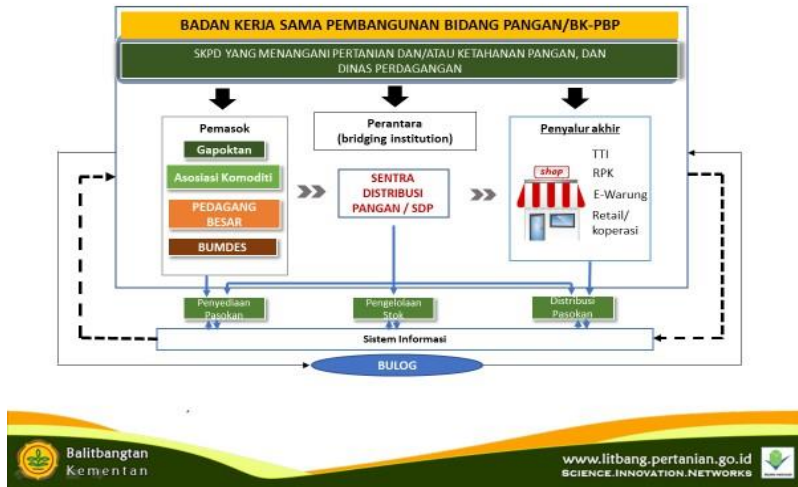 BADAN KERJA SAMA PEMBANGUNAN BIDANG PANGAN/BK-PBP
SKPD YANG MENANGANI PERTANIAN DAN/ATAU KETAHANAN PANGAN, DAN
DINAS PERDAGANGAN
Pemasok
Gapoktan
Asosiasi Komoditi
PEDAGANG
BESAR
BUMDES
Perantara
(bridging institution)
SENTRA
DISTRIBUSI
PANGAN / SDP
Penyalur akhir
TTI
shop
RPK
E-Warung
Retail/
koperasi
Penyediaan
Pasokan
Pengelolaan
Stok
Distribusi
Pasokan
Sistem Informasi
BULOG
Balitbangtan
Kementan
www.litbang.pertanian.go.id
SCIENCE.INNOVATION.NETWORKS